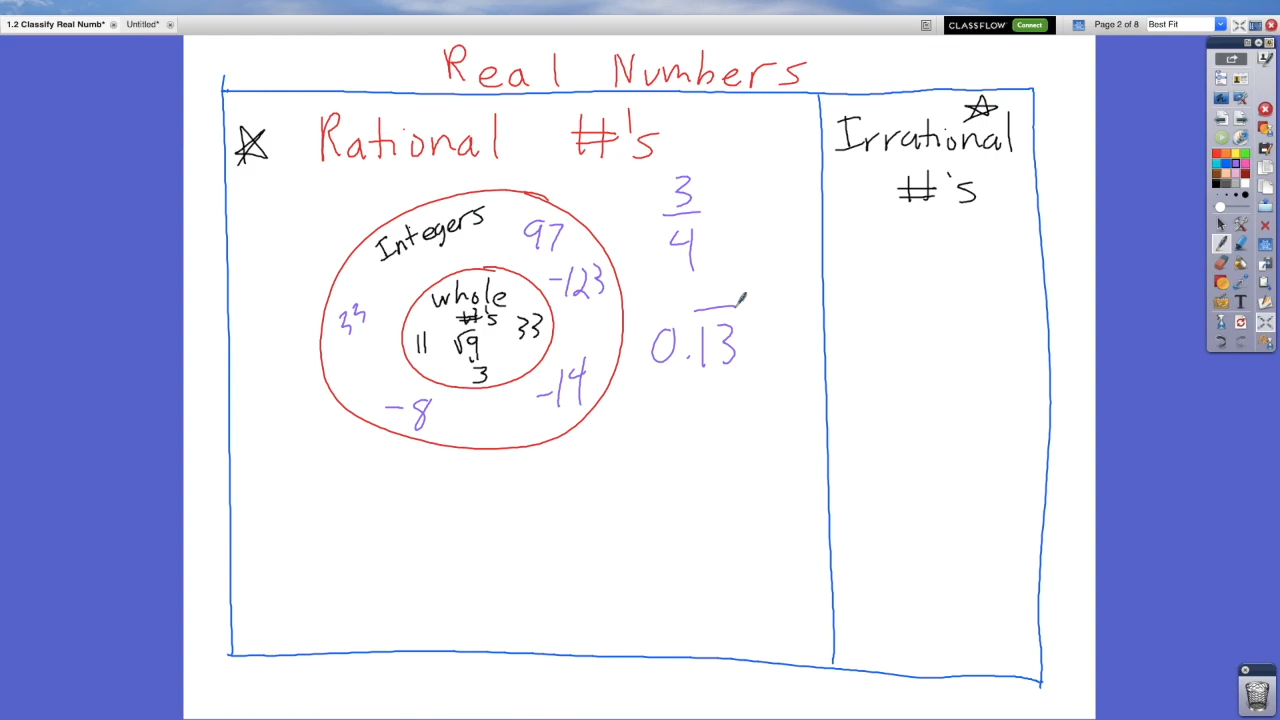 1.2 Classify Real Numb*
Untitled*
CLASSFLOW Connect
Page 2 of 8
Best Fit
Real Numbers
Rational #'s
Irrational
#'s
Integers
97
-123
33
-8
-14
whole
#'s
11
√9
33
3
3
4
0.13̅
T